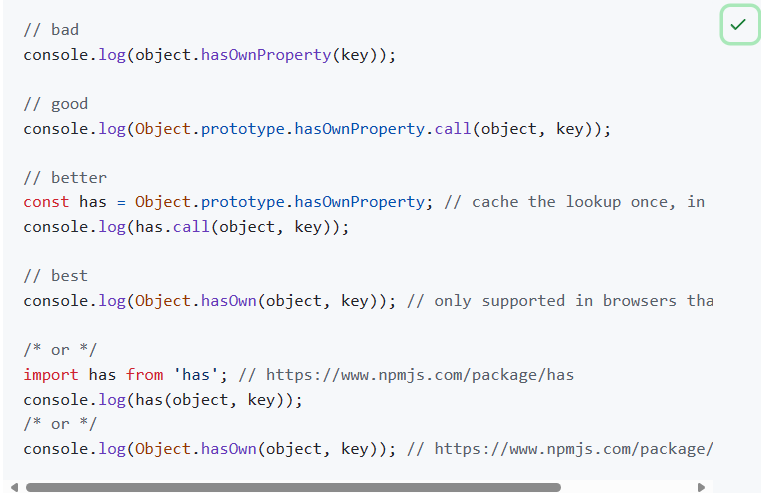 // bad
console.log(object.hasOwnProperty(key));
// good
console.log(Object.prototype.hasOwnProperty.call(object, key));
// better
const has = Object.prototype.hasOwnProperty; // cache the lookup once, in
console.log(has.call(object, key));
// best
console.log(Object.hasOwn(object, key)); // only supported in browsers tha
/* or */
import has from 'has'; // https://www.npmjs.com/package/has
console.log(has(object, key));
/* or */
console.log(Object.hasOwn(object, key)); // https://www.npmjs.com/package/